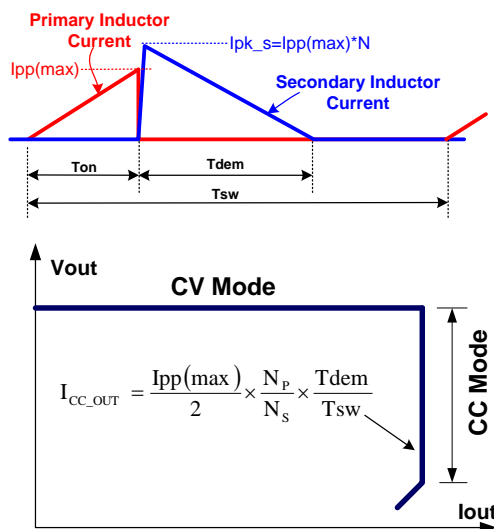 Primary Inductor
Current
Ipk_s=Ipp(max)*N
Ipp(max)
Secondary Inductor
Current
Ton
Tdem
Tsw
Vout
CV Mode
I_CC_OUT = Ipp(max)/2 × N_P/N_S × Tdem/Tsw
CC Mode
Iout